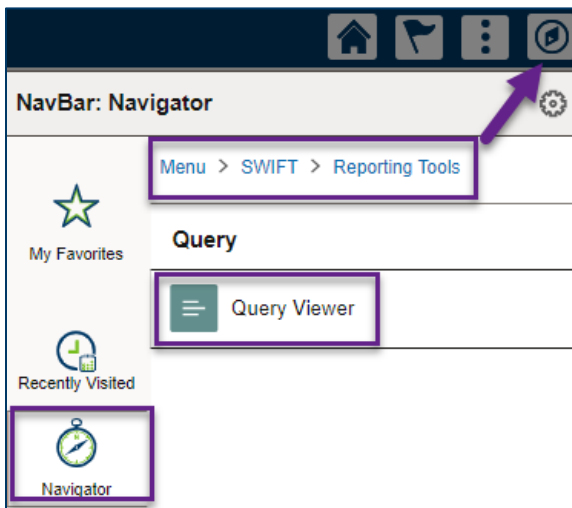 NavBar: Navigator
Menu > SWIFT > Reporting Tools
My Favorites
Query
Query Viewer
Recently Visited
Navigator